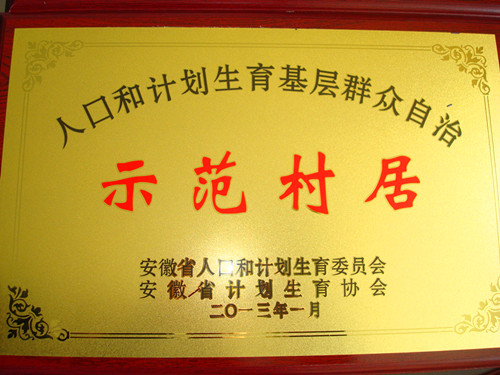 人口和计划生育基层群众自治
示范村居
安徽省人口和计划生育委员会
安徽省计划生育协会
二〇一三年一月